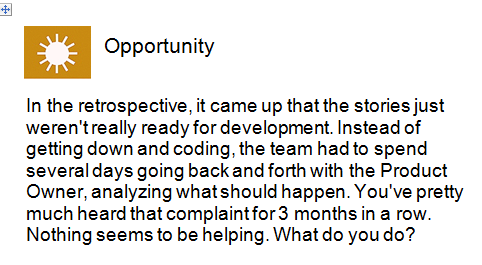 Opportunity
In the retrospective, it came up that the stories just
weren't really ready for development. Instead of
getting down and coding, the team had to spend
several days going back and forth with the Product
Owner, analyzing what should happen. You've pretty
much heard that complaint for 3 months in a row.
Nothing seems to be helping. What do you do?